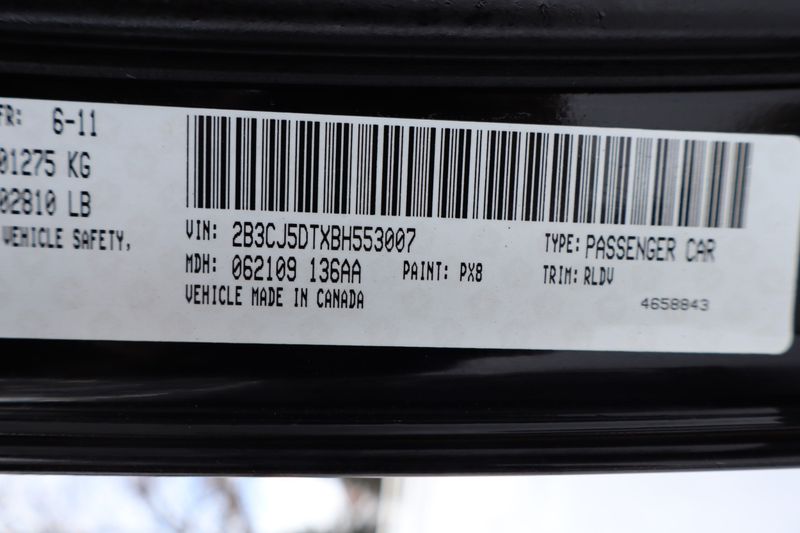 FR: 6-11
01275 KG
02810 LB
VEHICLE SAFETY,
VIN: 2B3CJ5DTXBH553007
TYPE: PASSENGER CAR
MDH: 062109 136AA
PAINT: PX8
TRIM: RLDV
VEHICLE MADE IN CANADA
4658843